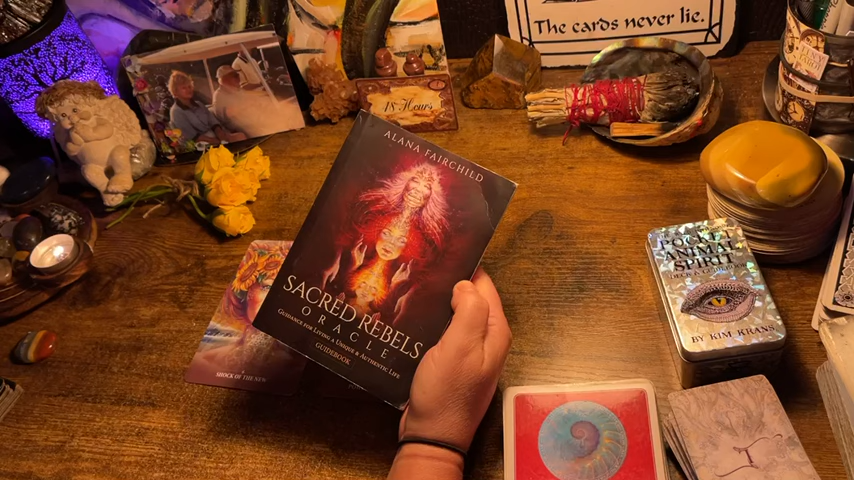 The cards never lie.
18 Hours
ALANA FAIRCHILD
SACRED REBELS
ORACLE
GUIDANCE FOR LIVING A UNIQUE & AUTHENTIC LIFE
GUIDEBOOK
SHOCK OF THE NEW
POCKET
ANIMAL
SPIRIT
BY KIM KRANS